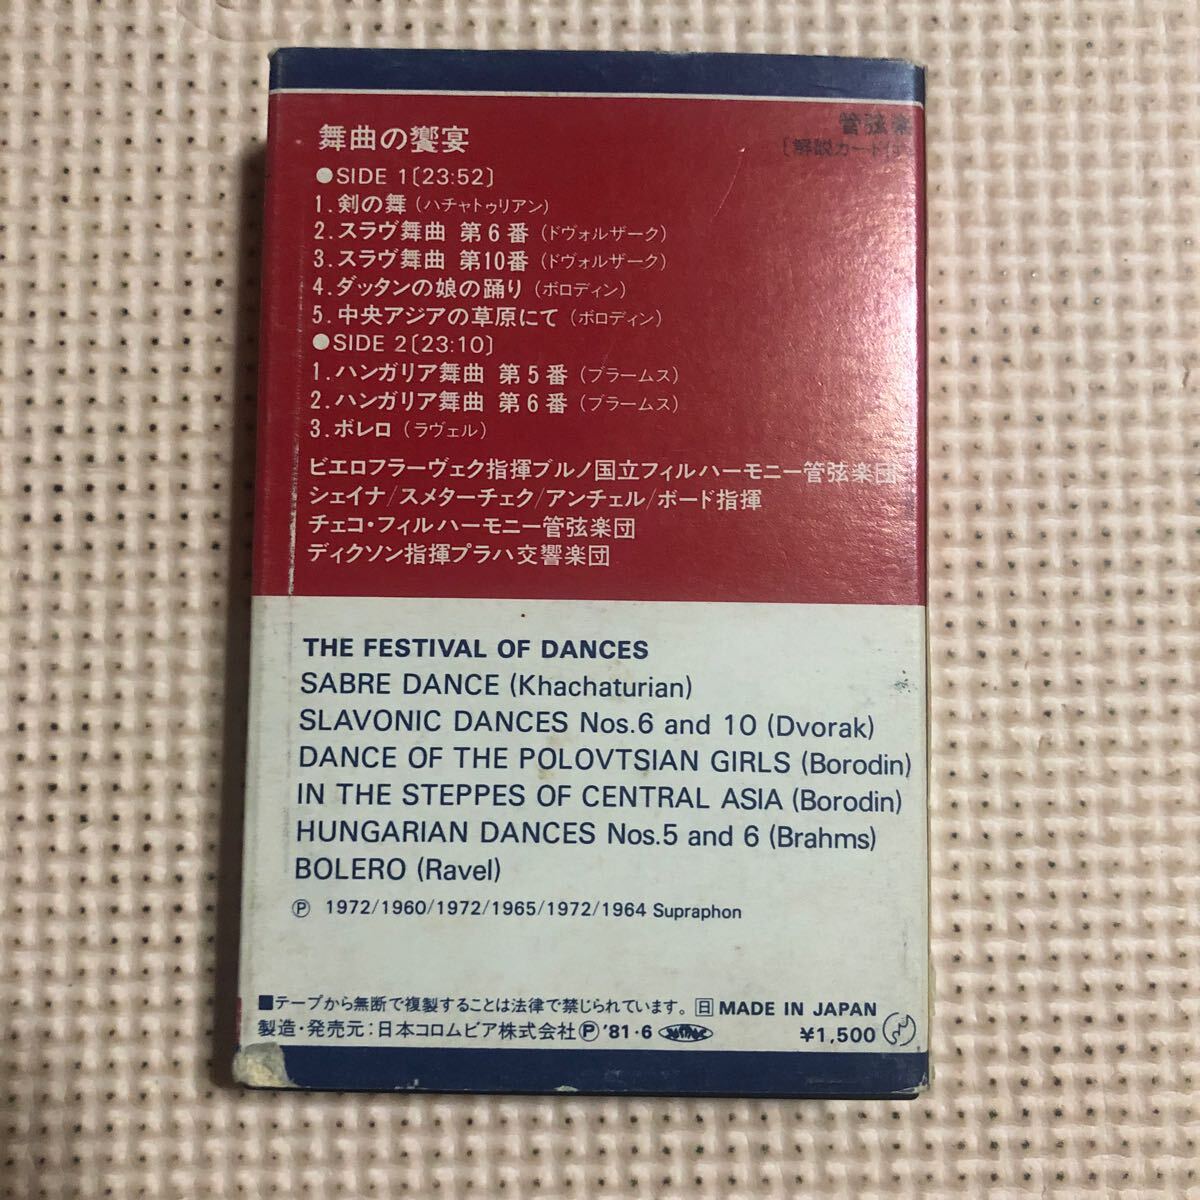 管弦楽
[解説カード付]
舞曲の饗宴
●SIDE 1〔23:52〕
1.剣の舞（ハチャトゥリアン）
2.スラヴ舞曲 第6番（ドヴォルザーク）
3.スラヴ舞曲 第10番（ドヴォルザーク）
4.ダッタンの娘の踊り（ボロディン）
5.中央アジアの草原にて（ボロディン）
●SIDE 2〔23:10〕
1.ハンガリア舞曲 第5番（ブラームス）
2.ハンガリア舞曲 第6番（ブラームス）
3.ボレロ（ラヴェル）
ビエロフラーヴェク指揮ブルノ国立フィルハーモニー管弦楽団
シェイナ/スメターチェク/アンチェル/ボード指揮
チェコ・フィルハーモニー管弦楽団
ディクソン指揮プラハ交響楽団
THE FESTIVAL OF DANCES
SABRE DANCE (Khachaturian)
SLAVONIC DANCES Nos.6 and 10 (Dvorak)
DANCE OF THE POLOVTSIAN GIRLS (Borodin)
IN THE STEPPES OF CENTRAL ASIA (Borodin)
HUNGARIAN DANCES Nos.5 and 6 (Brahms)
BOLERO (Ravel)
Ⓟ 1972/1960/1972/1965/1972/1964 Supraphon
■テープから無断で複製することは法律で禁じられています。 日 MADE IN JAPAN
製造・発売元:日本コロムビア株式会社Ⓟ'81・6 ¥1,500